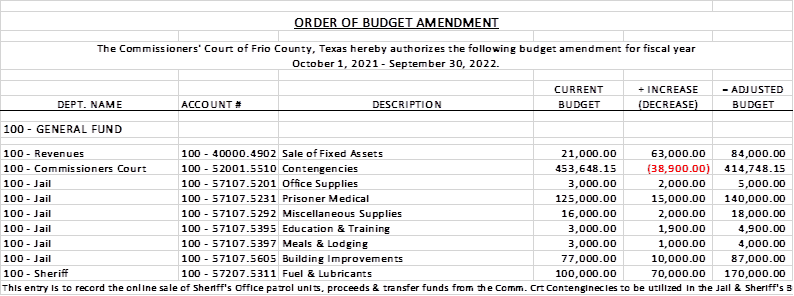 ORDER OF BUDGET AMENDMENT
The Commissioners' Court of Frio County, Texas hereby authorizes the following budget amendment for fiscal year
October 1, 2021 - September 30, 2022.
CURRENT + INCREASE = ADJUSTED
DEPT. NAME ACCOUNT # DESCRIPTION BUDGET (DECREASE) BUDGET
100 - GENERAL FUND
100 - Revenues 100 - 40000.4902 Sale of Fixed Assets 21,000.00 63,000.00 84,000.00
100 - Commissioners Court 100 - 52001.5510 Contengencies 453,648.15 (38,900.00) 414,748.15
100 - Jail 100 - 57107.5201 Office Supplies 3,000.00 2,000.00 5,000.00
100 - Jail 100 - 57107.5231 Prisoner Medical 125,000.00 15,000.00 140,000.00
100 - Jail 100 - 57107.5292 Miscellaneous Supplies 16,000.00 2,000.00 18,000.00
100 - Jail 100 - 57107.5395 Education & Training 3,000.00 1,900.00 4,900.00
100 - Jail 100 - 57107.5397 Meals & Lodging 3,000.00 1,000.00 4,000.00
100 - Jail 100 - 57107.5605 Building Improvements 77,000.00 10,000.00 87,000.00
100 - Sheriff 100 - 57207.5311 Fuel & Lubricants 100,000.00 70,000.00 170,000.00
This entry is to record the online sale of Sheriff's Office patrol units, proceeds & transfer funds from the Comm. Crt Contenginecies to be utilized in the Jail & Sheriff's B